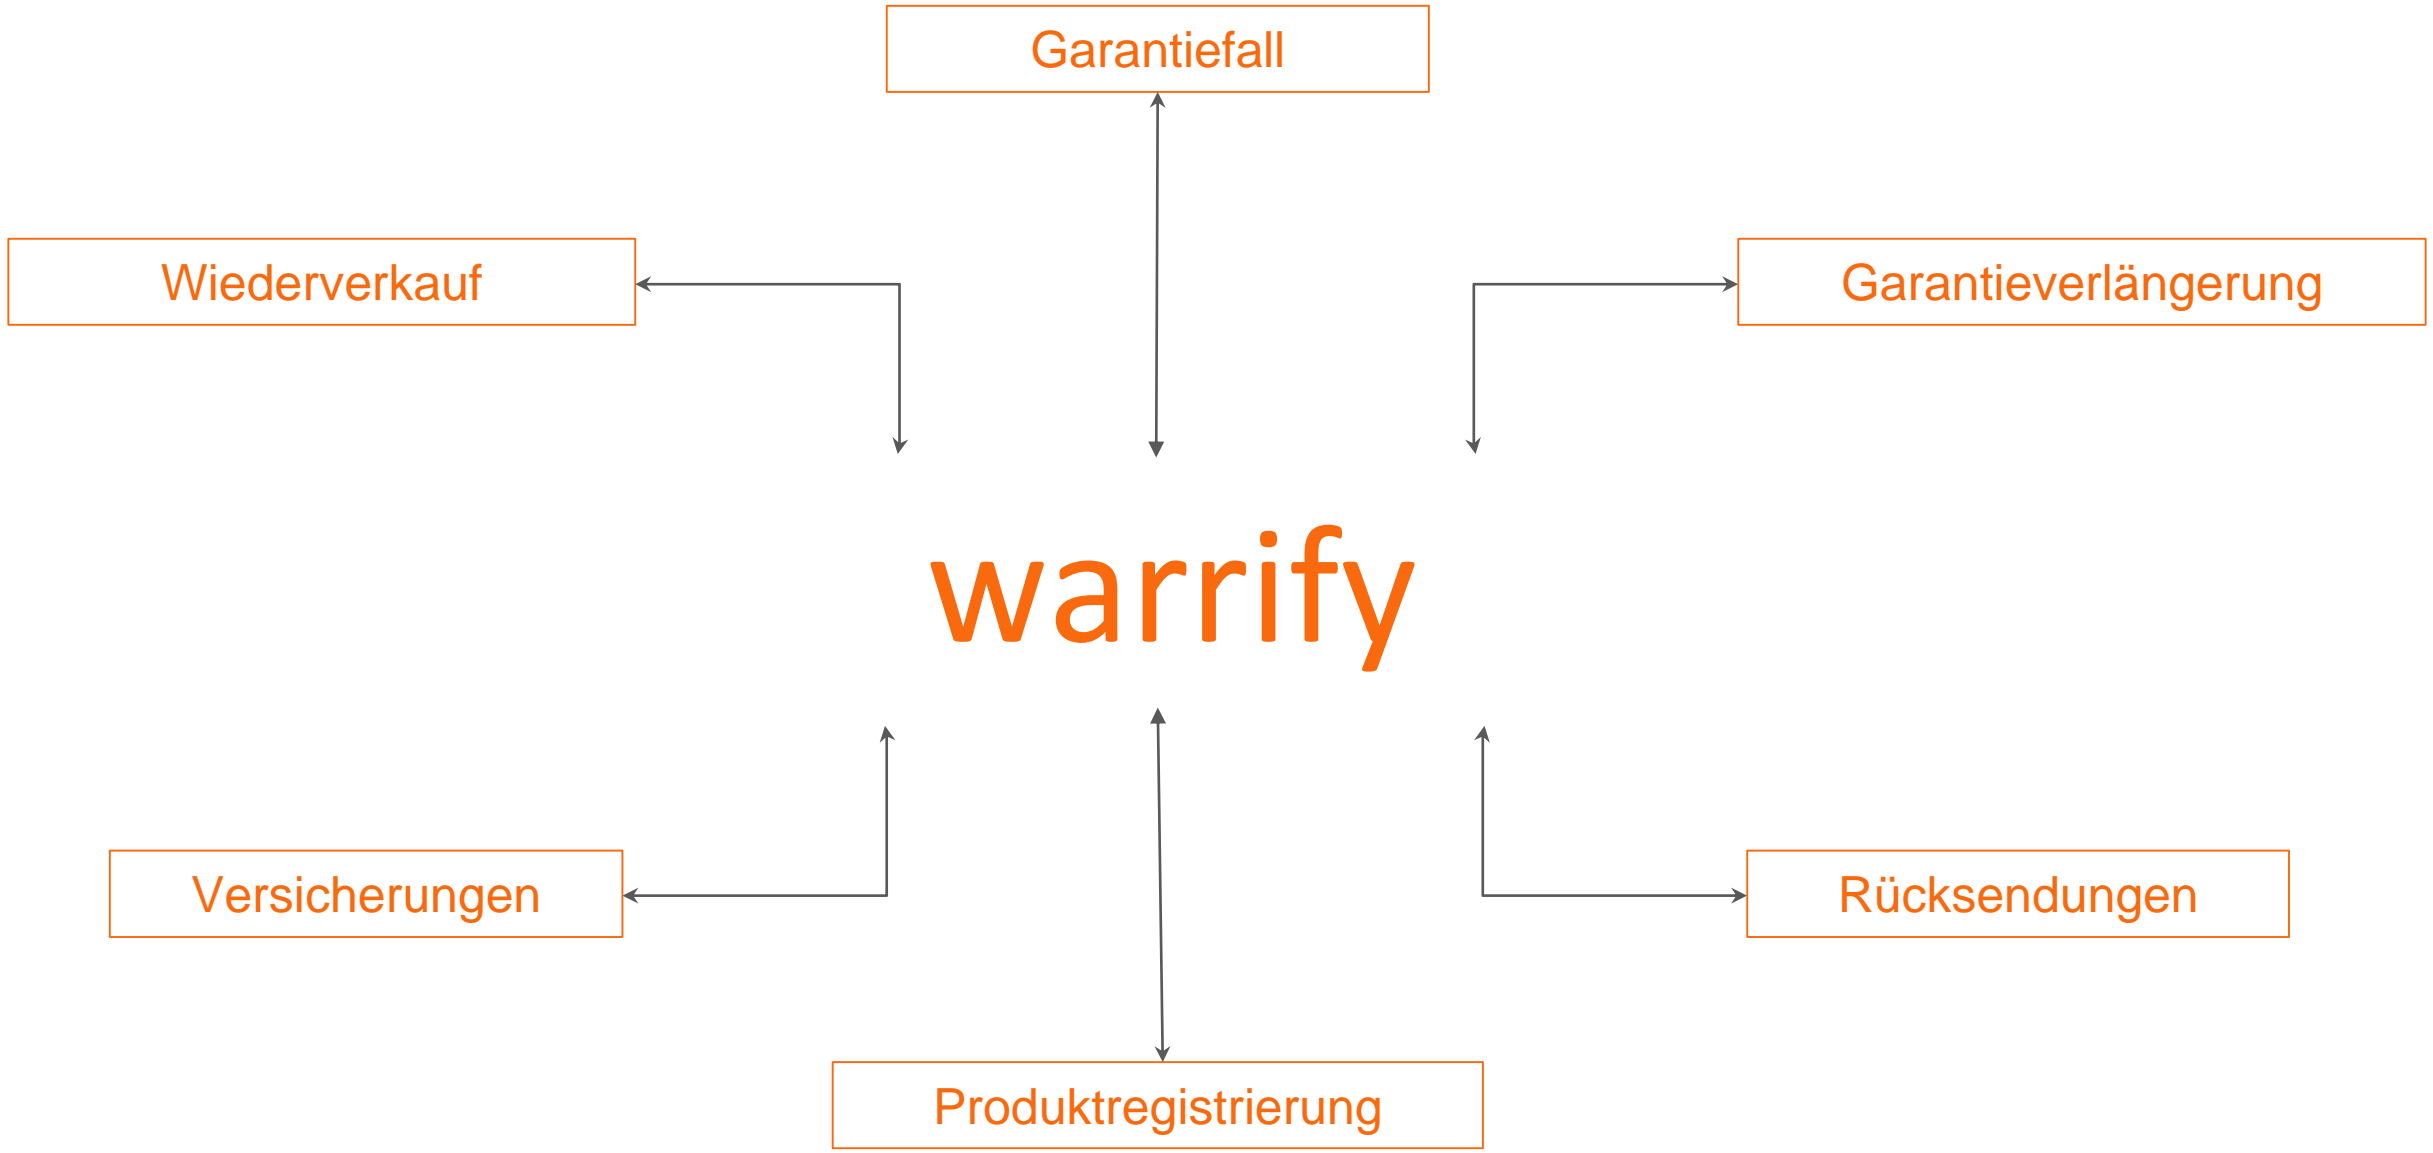 Garantiefall
Wiederverkauf
Garantieverlängerung
warrify
Versicherungen
Rücksendungen
Produktregistrierung